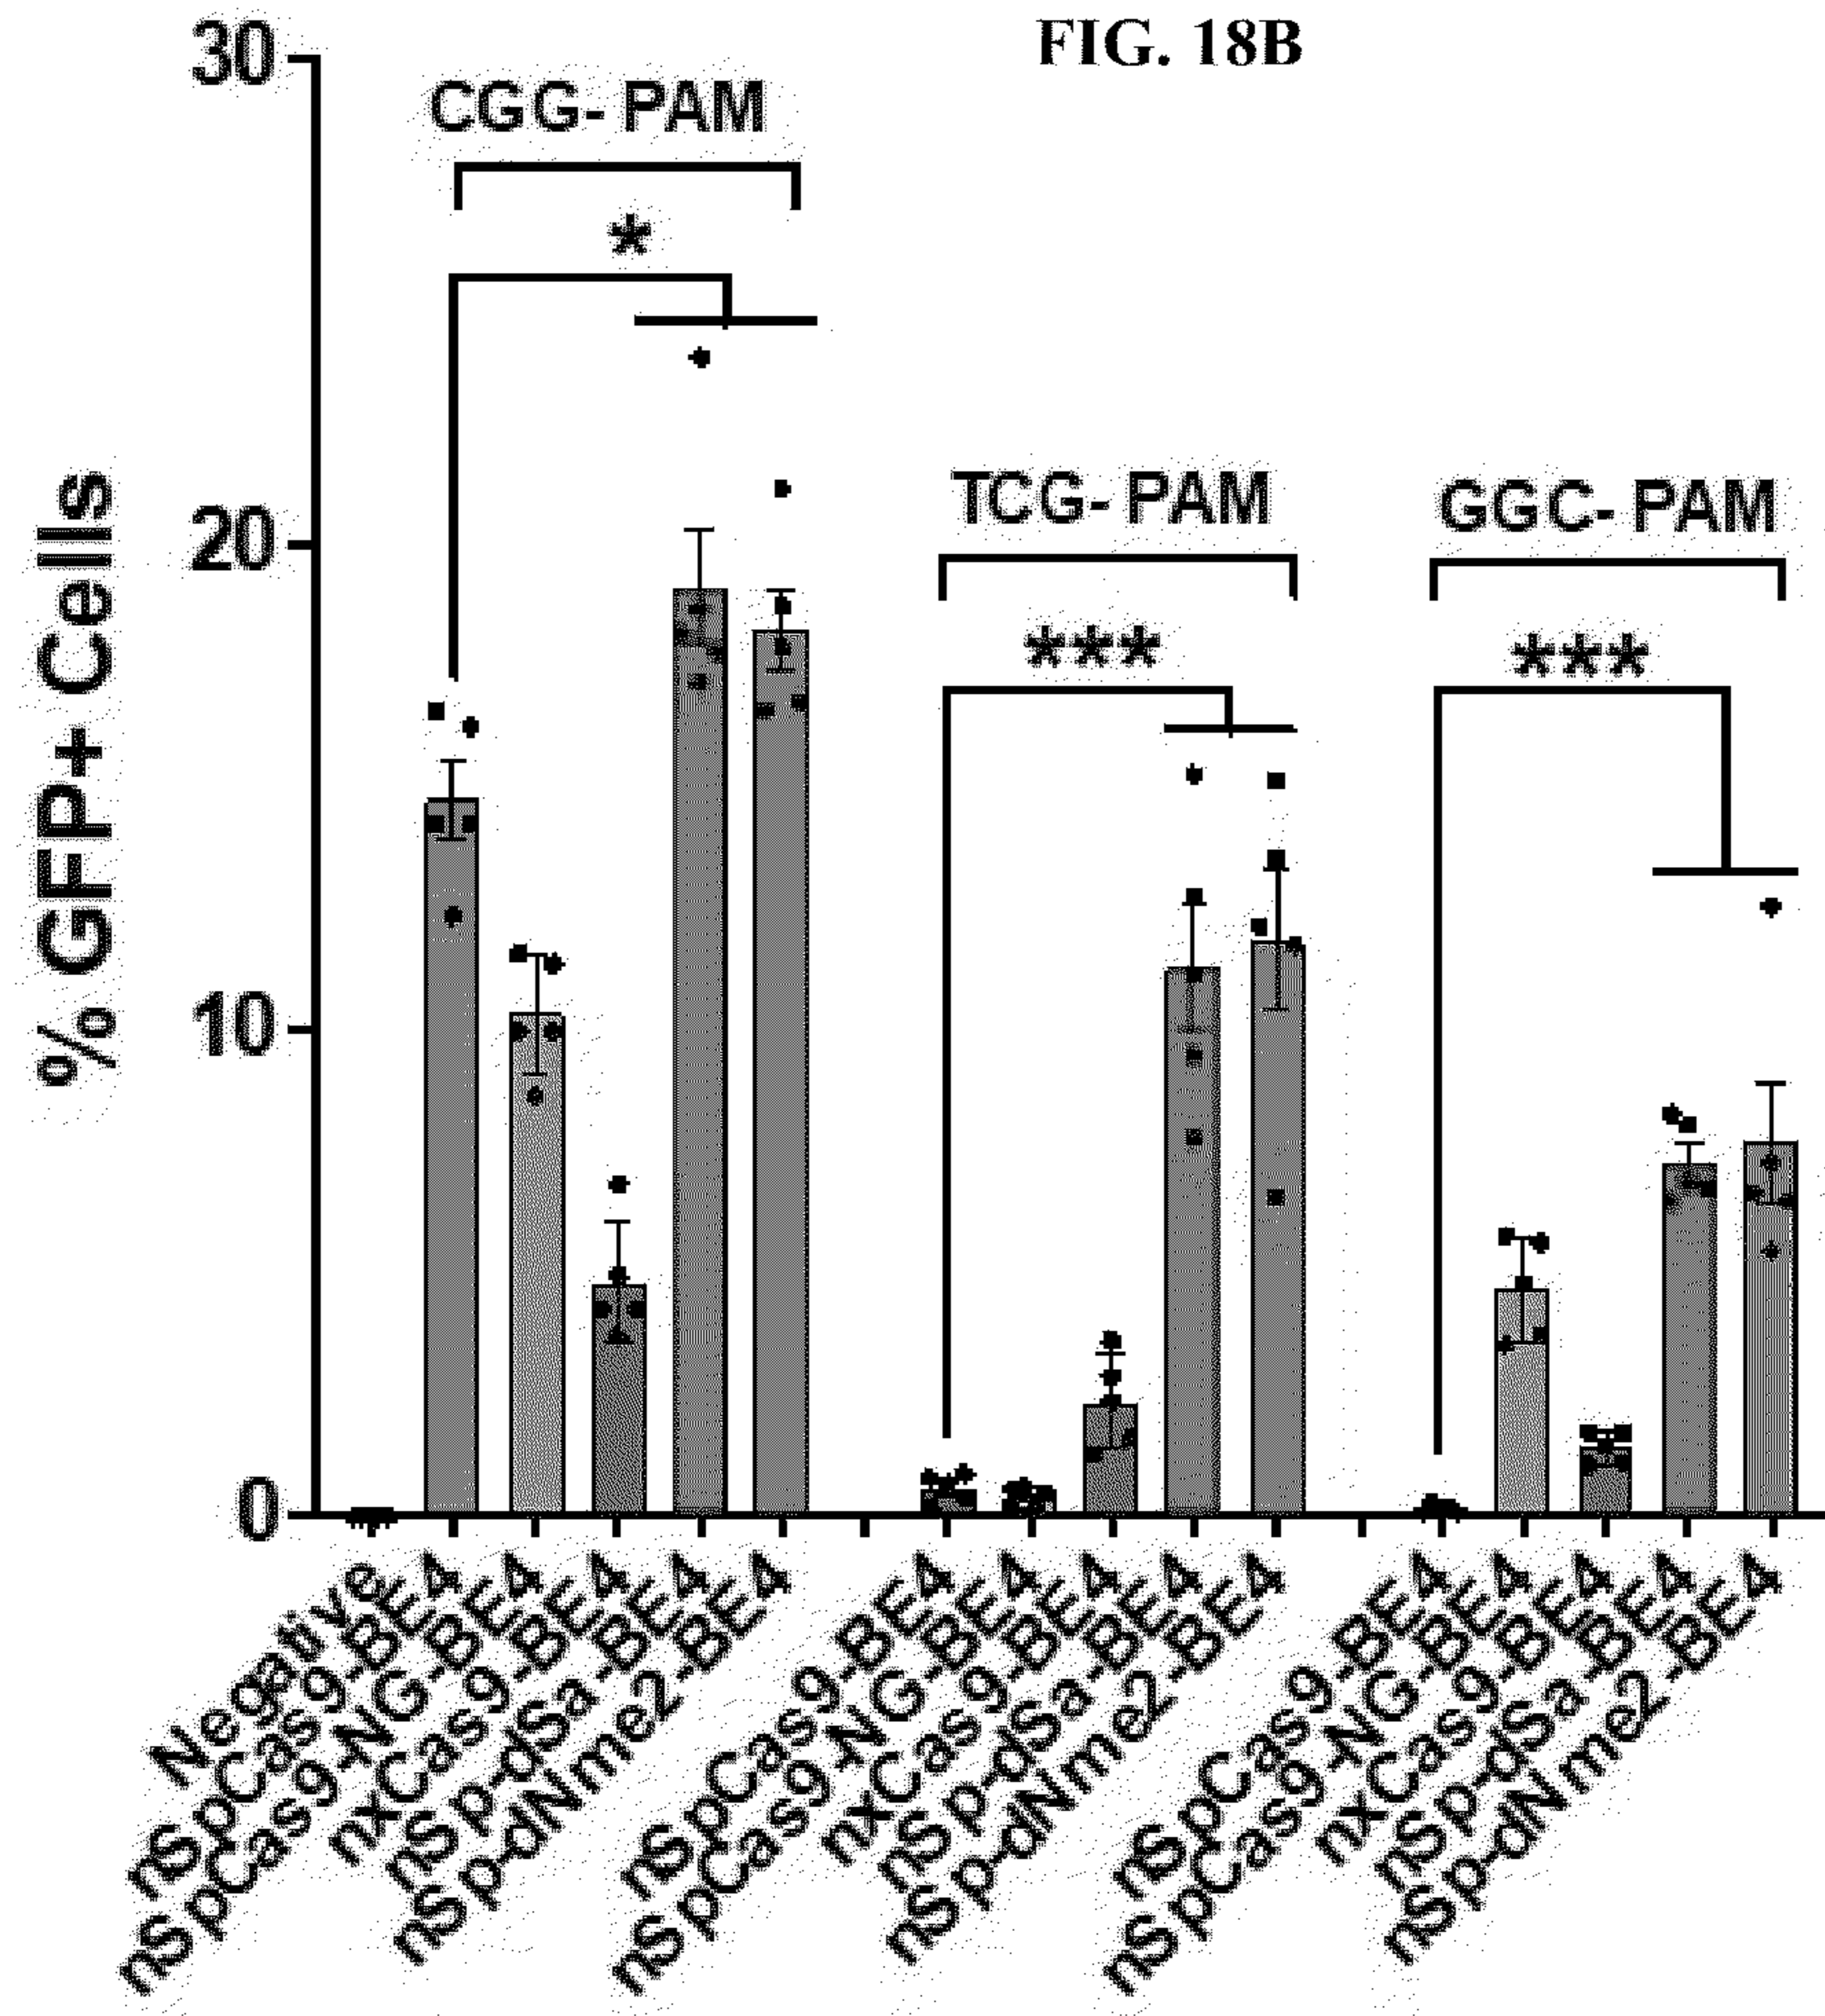 FIG. 18B
30
20
10
0
% GFP+ Cells
CGG- PAM
*
TCG- PAM
***
GGC- PAM
***
Negative
nSpCas9-BE4
nSpCas9-NG-BE4
nxCas9-BE4
nSp-dSa-BE4
nSp-dNme2-BE4
nSpCas9-BE4
nSpCas9-NG-BE4
nxCas9-BE4
nSp-dSa-BE4
nSp-dNme2-BE4
nSpCas9-BE4
nSpCas9-NG-BE4
nxCas9-BE4
nSp-dSa-BE4
nSp-dNme2-BE4